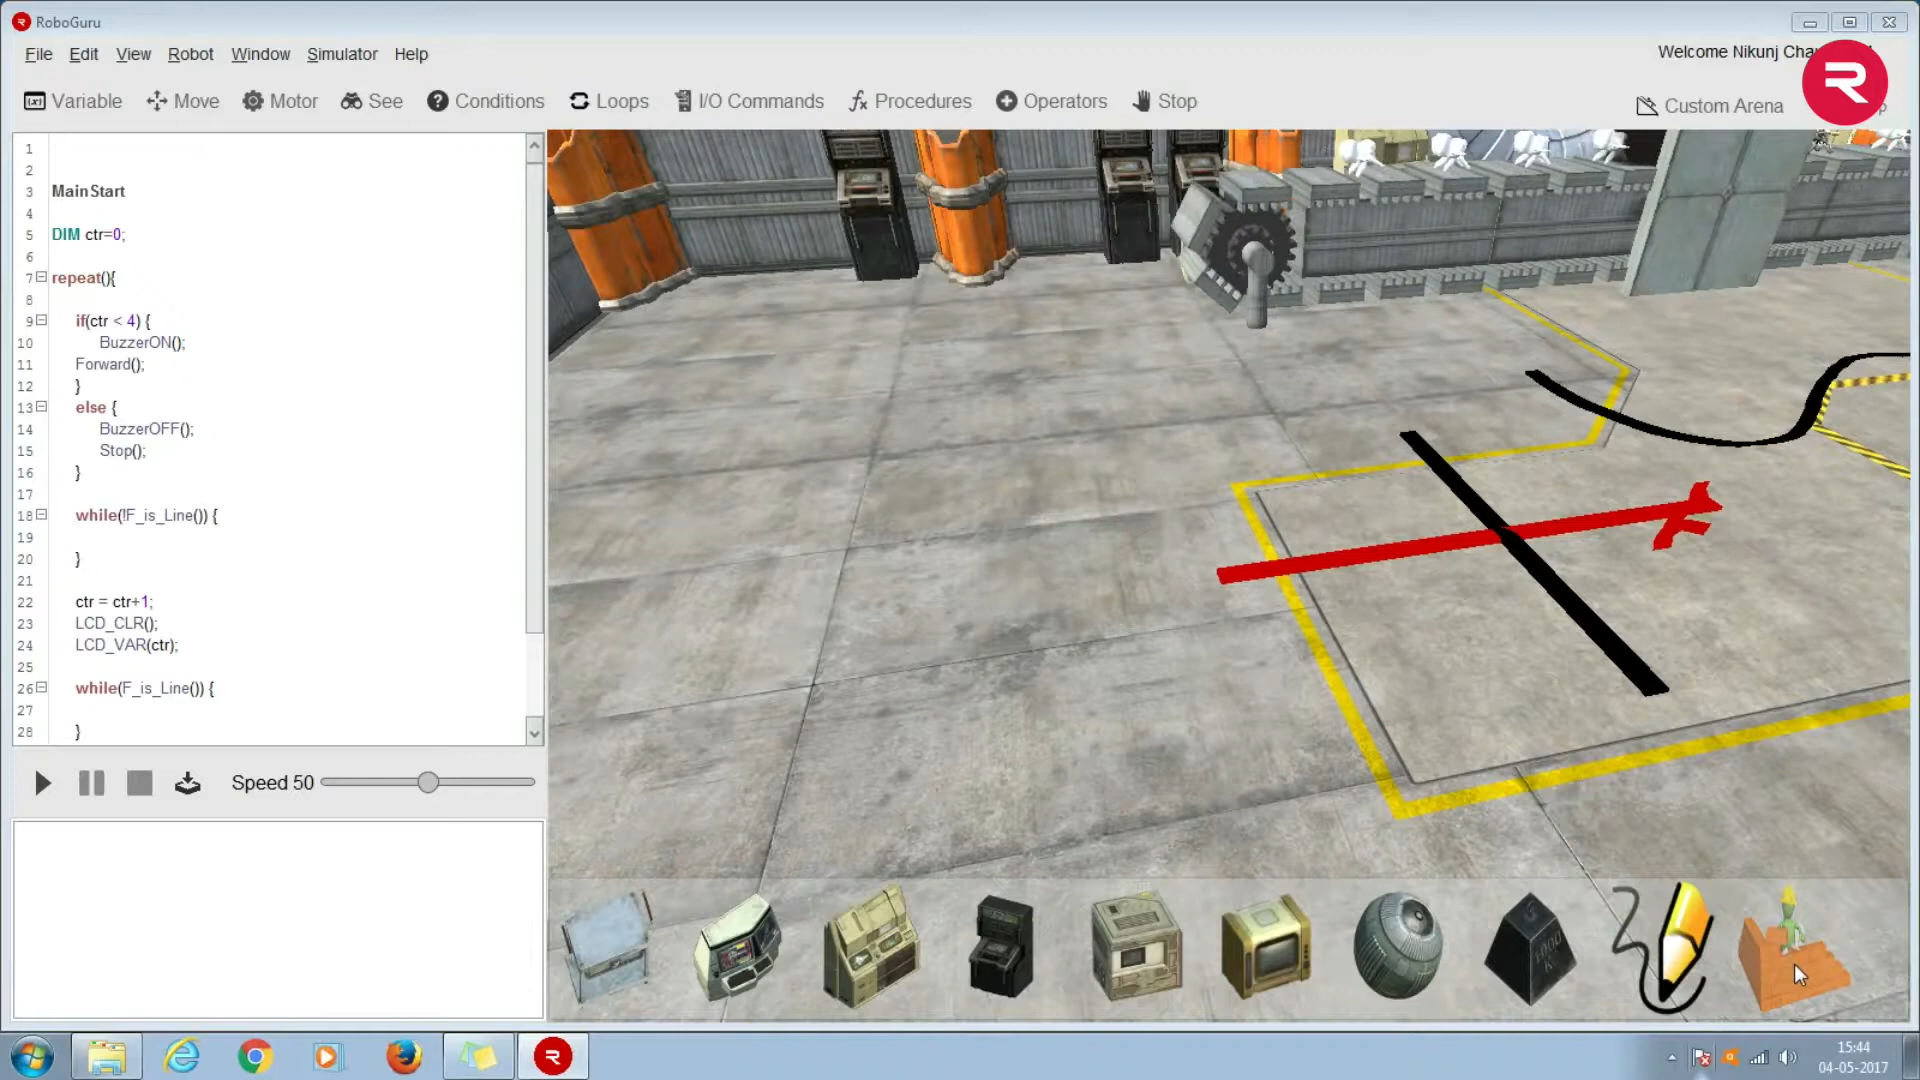 RoboGuru
File Edit View Robot Window Simulator Help
Welcome Nikunj
Variable Move Motor See Conditions Loops I/O Commands Procedures Operators Stop
Custom Arena
1
2
3 MainStart
4
5 DIM ctr=0;
6
7 repeat(){
8
9 if(ctr < 4) {
10 BuzzerON();
11 Forward();
12 }
13 else {
14 BuzzerOFF();
15 Stop();
16 }
17
18 while(!F_is_Line()) {
19
20 }
21
22 ctr = ctr+1;
23 LCD_CLR();
24 LCD_VAR(ctr);
25
26 while(F_is_Line()) {
27
28 }
Speed 50
15:44
04-05-2017